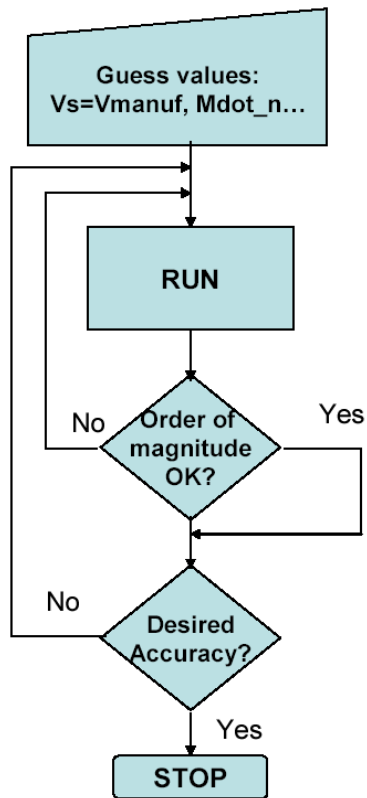 Guess values:
Vs=Vmanuf, Mdot_n...
RUN
No
Order of
magnitude
OK?
Yes
No
Desired
Accuracy?
Yes
STOP